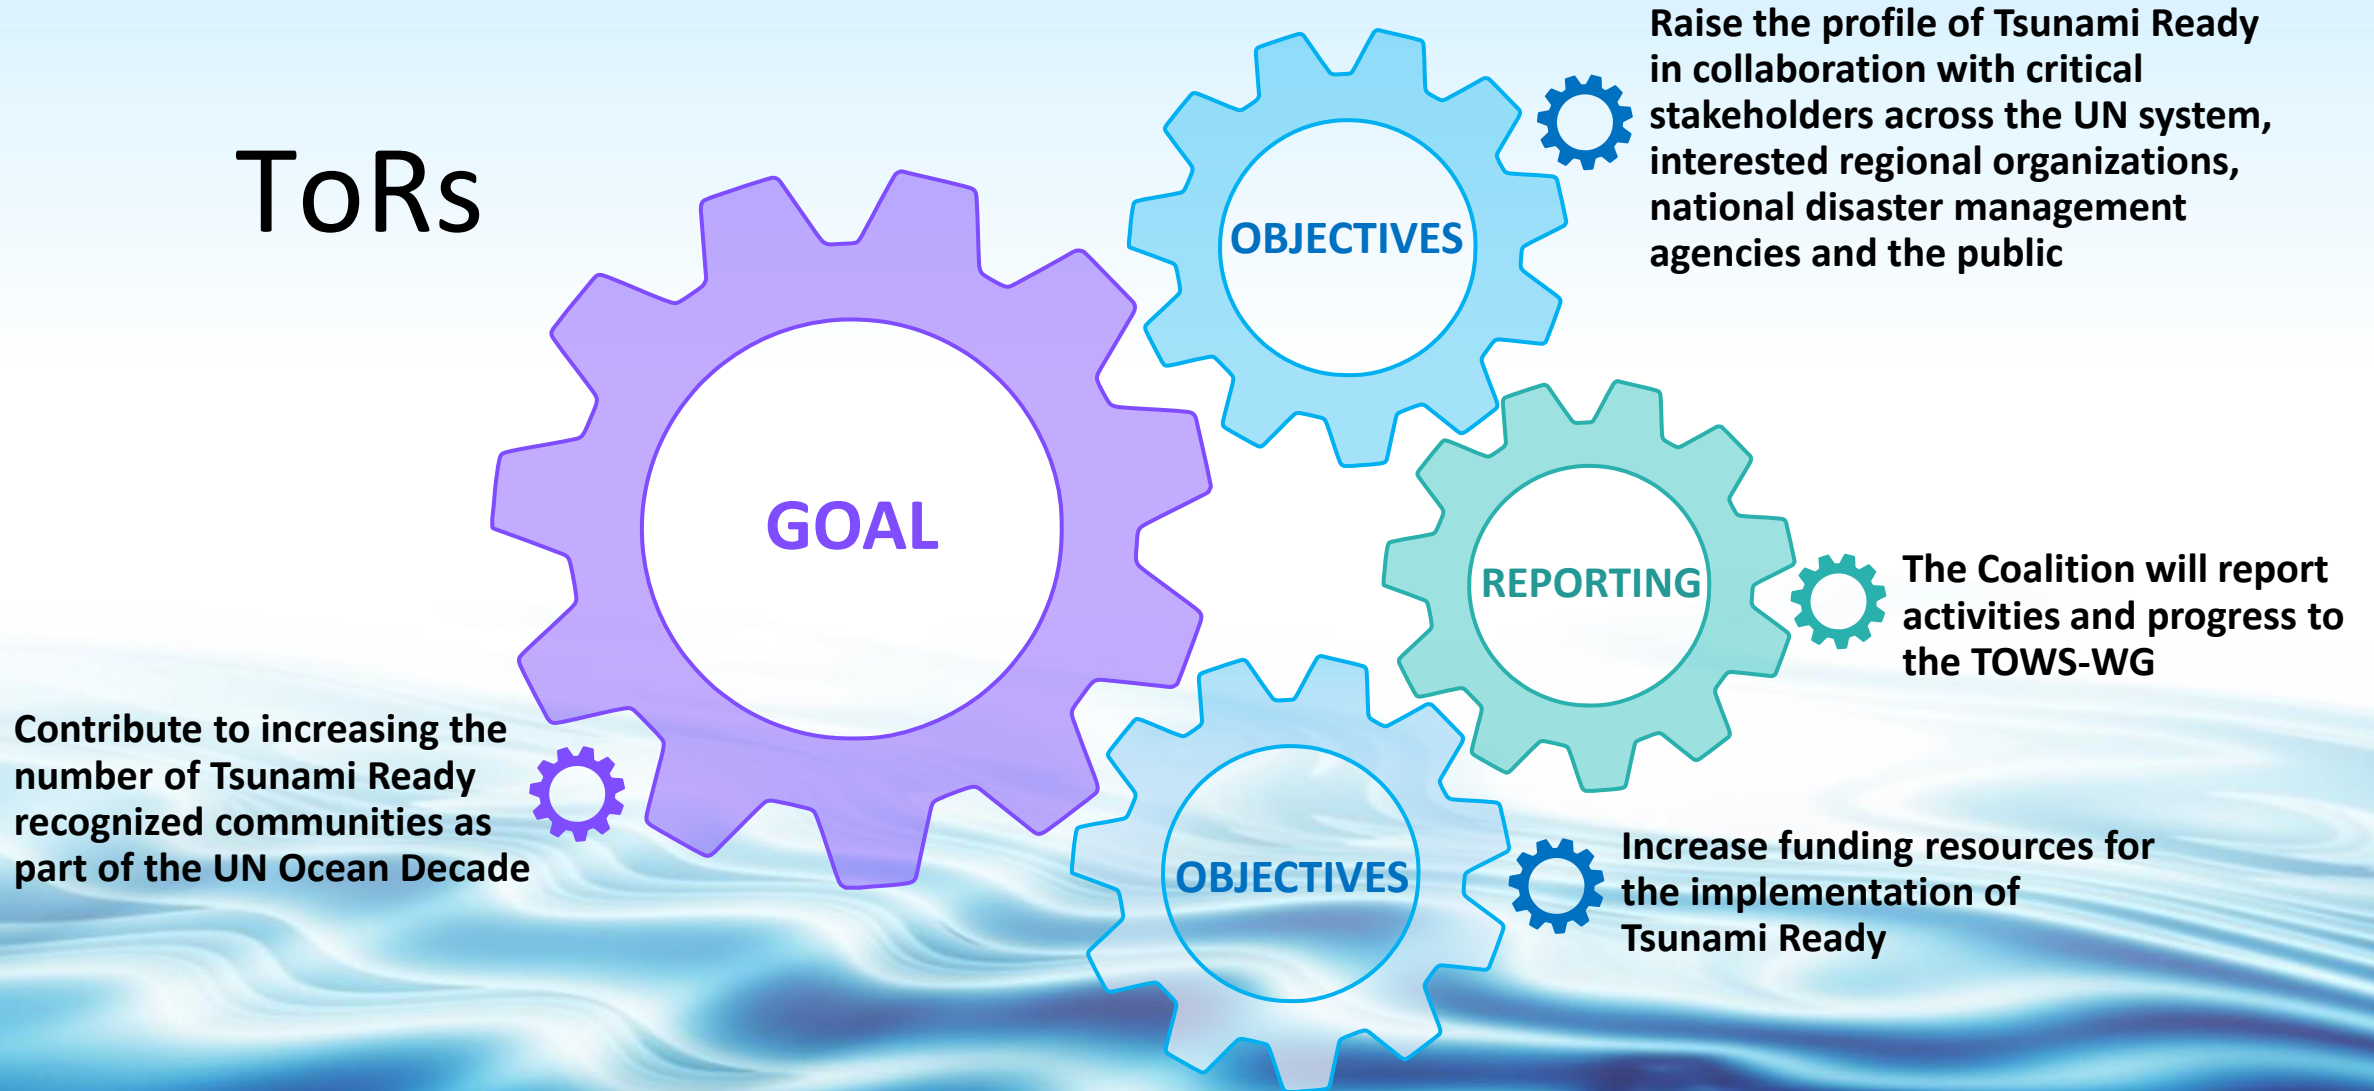 ToRs
GOAL
Contribute to increasing the
number of Tsunami Ready
recognized communities as
part of the UN Ocean Decade
OBJECTIVES
Raise the profile of Tsunami Ready
in collaboration with critical
stakeholders across the UN system,
interested regional organizations,
national disaster management
agencies and the public
REPORTING
The Coalition will report
activities and progress to
the TOWS-WG
OBJECTIVES
Increase funding resources for
the implementation of
Tsunami Ready